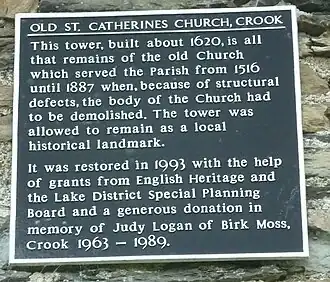 OLD ST. CATHERINES CHURCH, CROOK
This tower, built about 1620, is all
that remains of the old Church
which served the Parish from 1516
until 1887 when, because of structural
defects, the body of the Church had
to be demolished. The tower was
allowed to remain as a local
historical landmark.
It was restored in 1993 with the help
of grants from English Heritage and
the Lake District Special Planning
Board and a generous donation in
memory of Judy Logan of Birk Moss,
Crook 1963 – 1989.